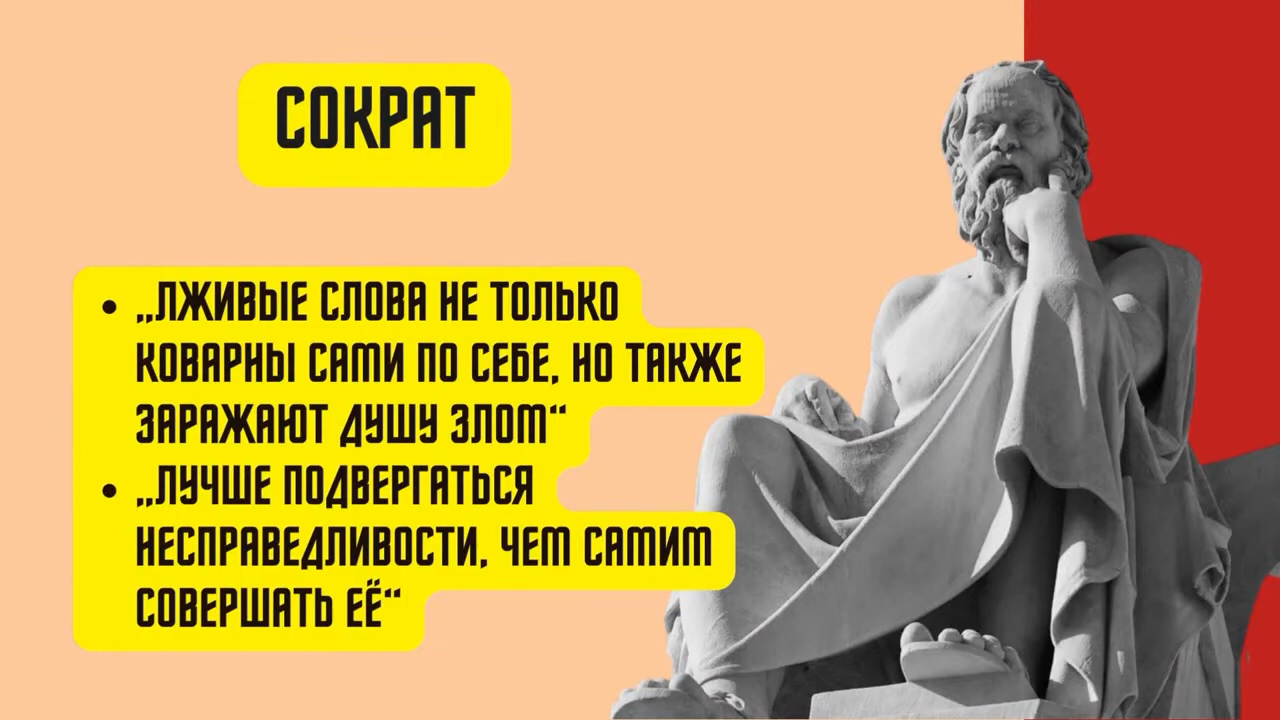 СОКРАТ
• „ЛЖИВЫЕ СЛОВА НЕ ТОЛЬКО
КОВАРНЫ САМИ ПО СЕБЕ, НО ТАКЖЕ
ЗАРАЖАЮТ ДУШУ ЗЛОМ“
• „ЛУЧШЕ ПОДВЕРГАТЬСЯ
НЕСПРАВЕДЛИВОСТИ, ЧЕМ САМИМ
СОВЕРШАТЬ ЕЁ“